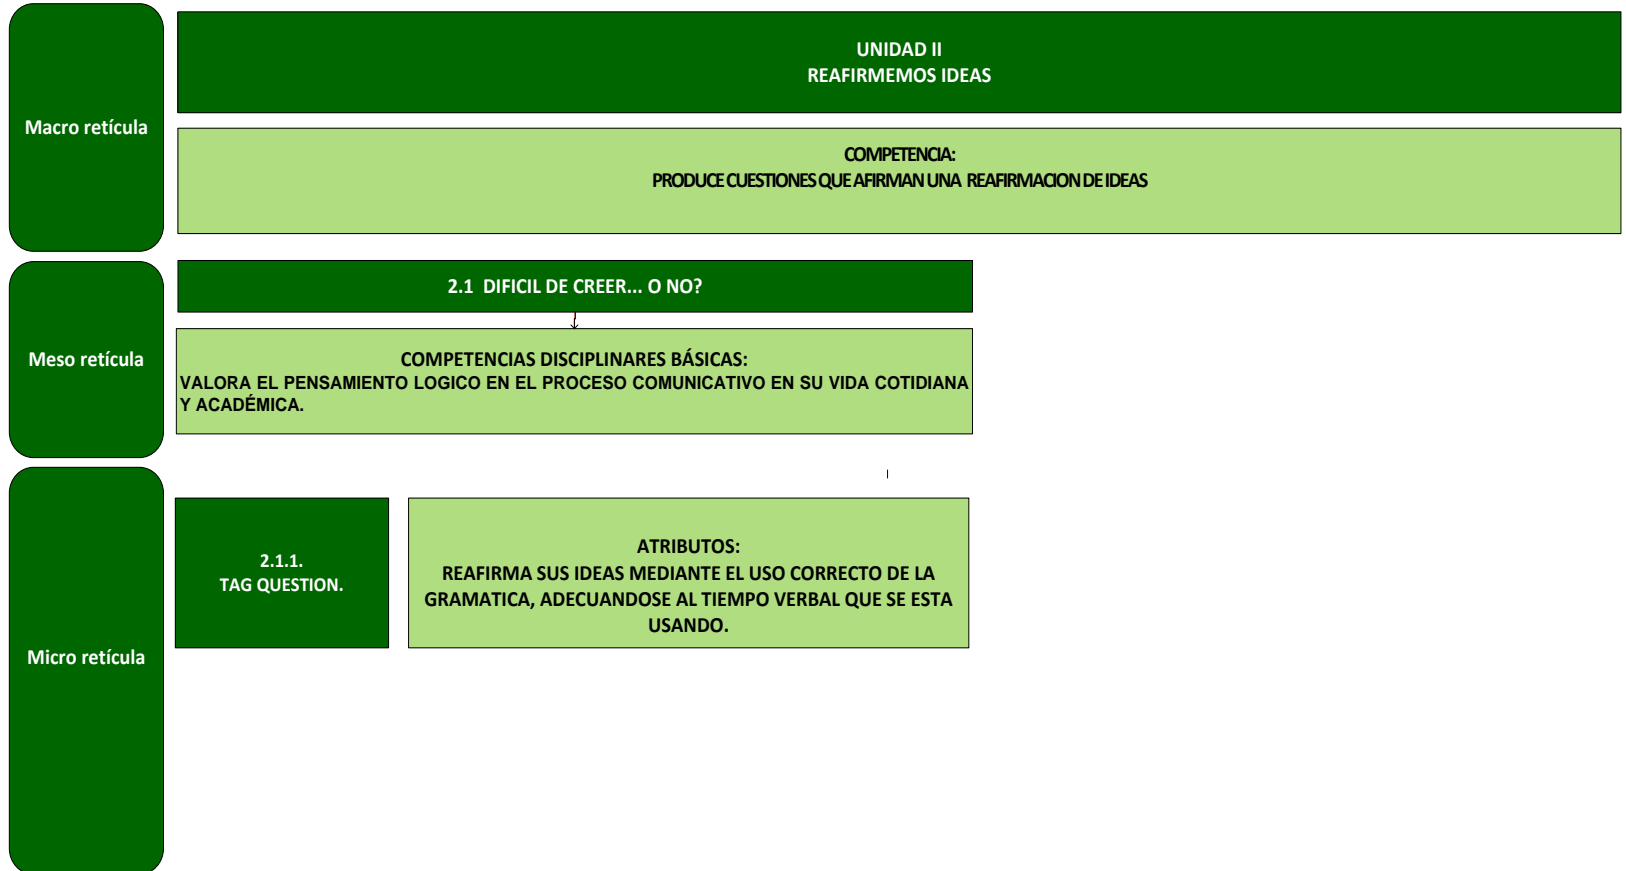 Macro retícula
UNIDAD II
REAFIRMEMOS IDEAS
COMPETENCIA:
PRODUCE CUESTIONES QUE AFIRMAN UNA REAFIRMACION DE IDEAS
Meso retícula
2.1 DIFICIL DE CREER... O NO?
COMPETENCIAS DISCIPLINARES BÁSICAS:
VALORA EL PENSAMIENTO LOGICO EN EL PROCESO COMUNICATIVO EN SU VIDA COTIDIANA
Y ACADÉMICA.
Micro retícula
2.1.1.
TAG QUESTION.
ATRIBUTOS:
REAFIRMA SUS IDEAS MEDIANTE EL USO CORRECTO DE LA
GRAMATICA, ADECUANDOSE AL TIEMPO VERBAL QUE SE ESTA
USANDO.